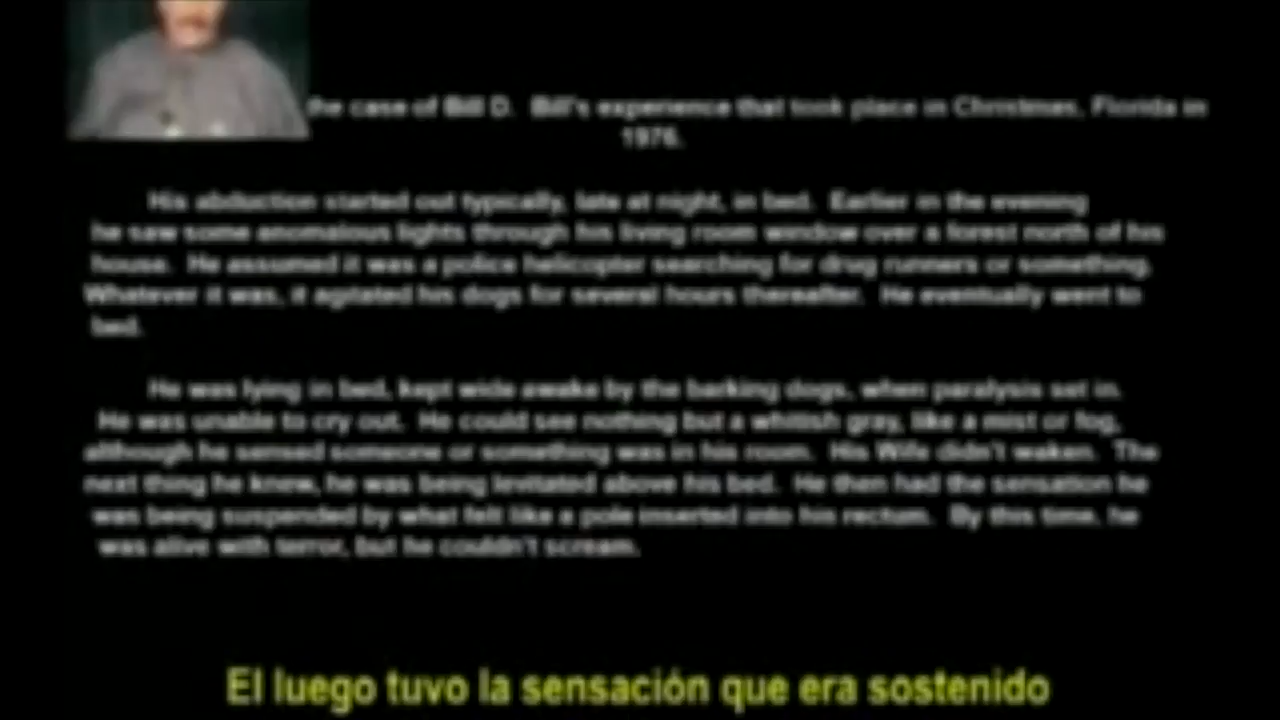 the case of Bill D. Bill's experience that took place in Christmas, Florida in
1976.
His abduction started out typically, late at night, in bed. Earlier in the evening
he saw some anomalous lights through his living room window over a forest north of his
house. He assumed it was a police helicopter searching for drug runners or something.
Whatever it was, it agitated his dogs for several hours thereafter. He eventually went to
bed.
He was lying in bed, kept wide awake by the barking dogs, when paralysis set in.
He was unable to cry out. He could see nothing but a whitish gray, like a mist or fog,
although he sensed someone or something was in his room. His Wife didn't waken. The
next thing he knew, he was being levitated above his bed. He then had the sensation he
was being suspended by what felt like a pole inserted into his rectum. By this time, he
was alive with terror, but he couldn't scream.
El luego tuvo la sensación que era sostenido